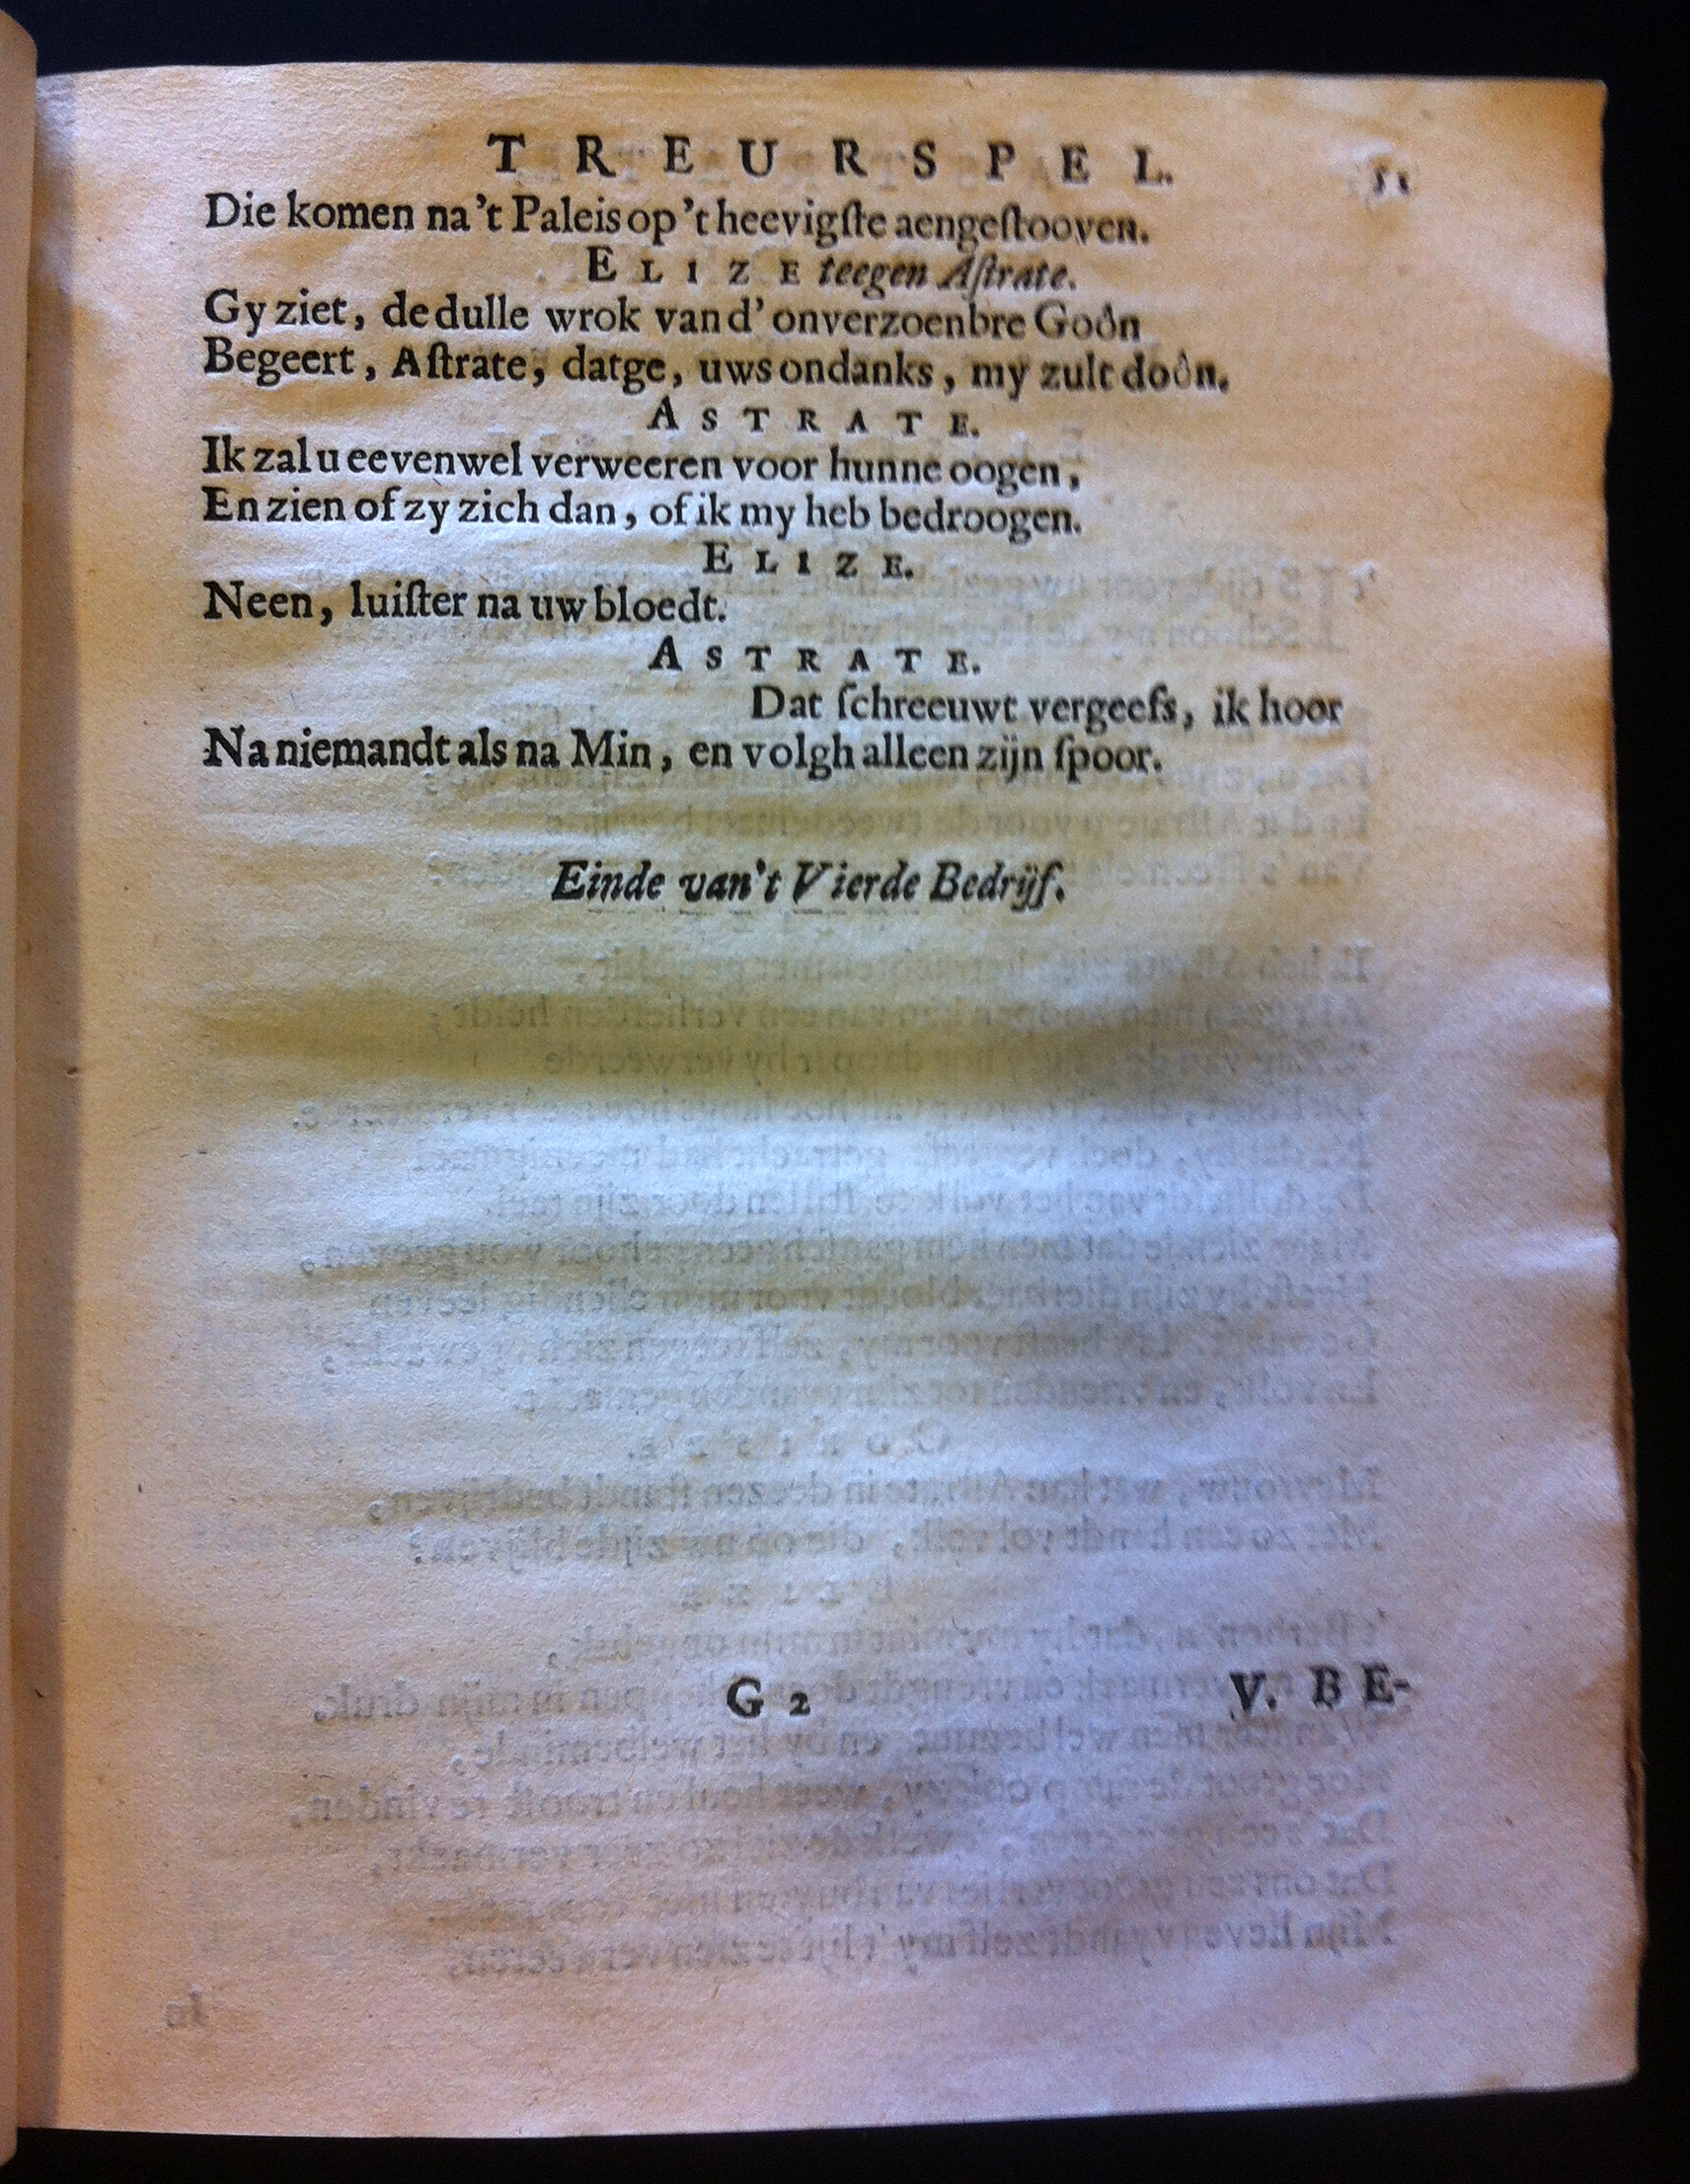 TREURSPEL. 51
Die komen na 't Paleis op 't heevigſte aengeſtooven.
ELIZE teegen Aſtrate.
Gy ziet, de dulle wrok van d' onverzoenbre Goôn
Begeert, Aſtrate, datge, uws ondanks, my zult doôn.
ASTRATE.
Ik zal u eevenwel verweeren voor hunne oogen,
En zien of zy zich dan, of ik my heb bedroogen.
ELIZE.
Neen, luiſter na uw bloedt.
ASTRATE.
Dat ſchreeuwt vergeefs, ik hoor
Na niemandt als na Min, en volgh alleen zijn ſpoor.
Einde van't Vierde Bedrijf.
G 2 V. BE-